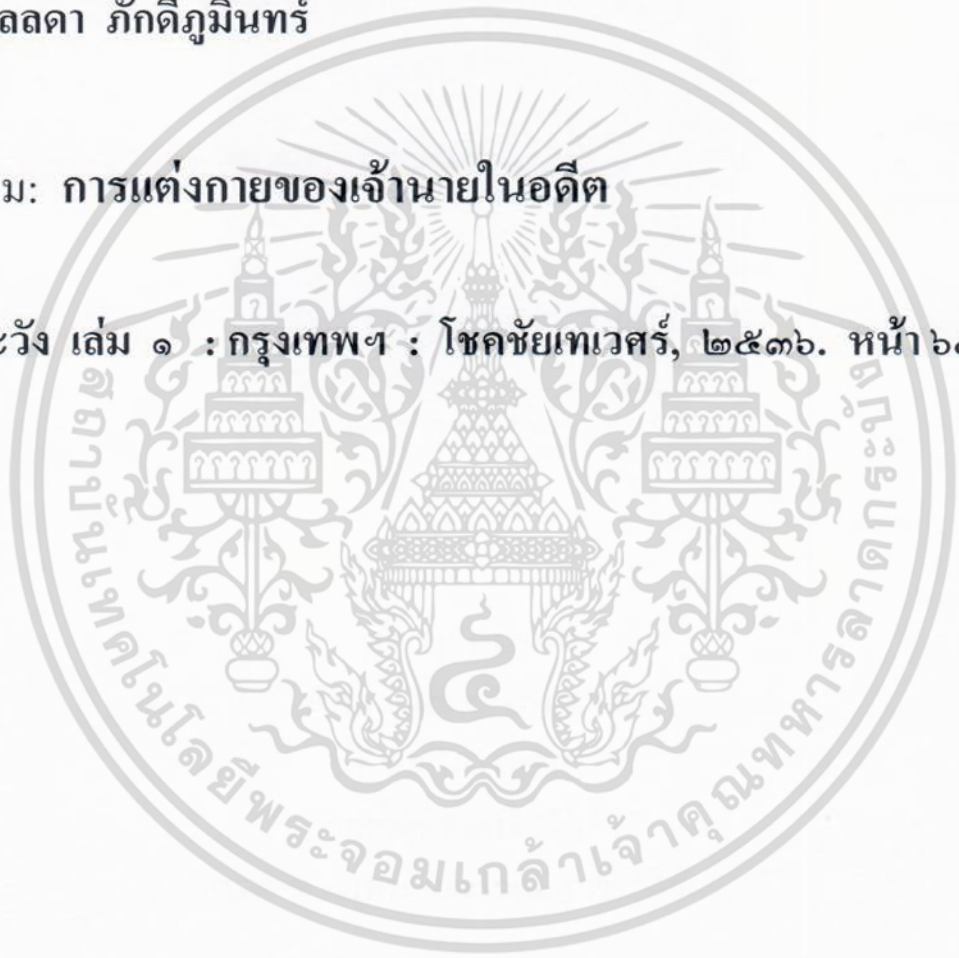 ลลดา ภักดีภูมินทร์
ม: การแต่งกายของเจ้านายในอดีต
ะวัง เล่ม ๑ : กรุงเทพฯ : โชคชัยเทเวศร์, ๒๕๓๖. หน้า ๖
สถาบันเทคโนโลยีพระจอมเกล้าเจ้าคุณทหารลาดกระบัง